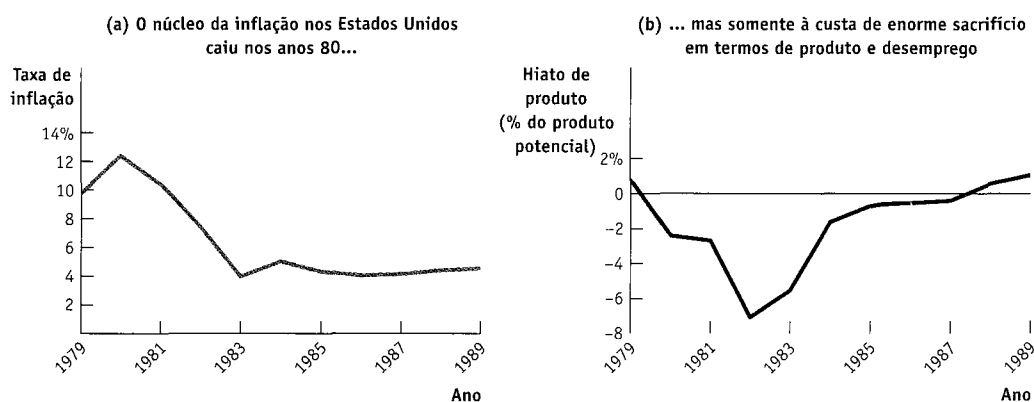 (a) O núcleo da inflação nos Estados Unidos
caiu nos anos 80...
Taxa de
inflação
14%
12
10
8
6
4
2
1979
1981
1983
1985
1987
1989
Ano
(b) ... mas somente à custa de enorme sacrifício
em termos de produto e desemprego
Hiato de
produto
(% do produto
potencial)
2%
0
−2
−4
−6
−8
1979
1981
1983
1985
1987
1989
Ano